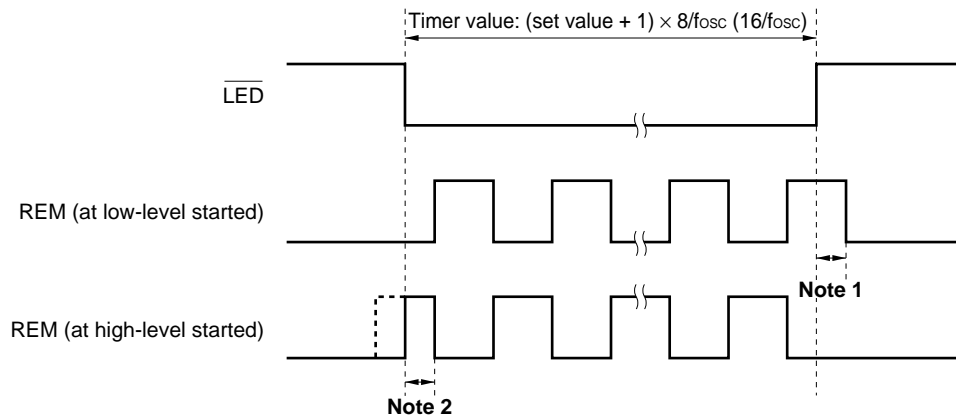 Timer value: (set value + 1) × 8/fosc (16/fosc)
LED
REM (at low-level started)
Note 1
REM (at high-level started)
Note 2